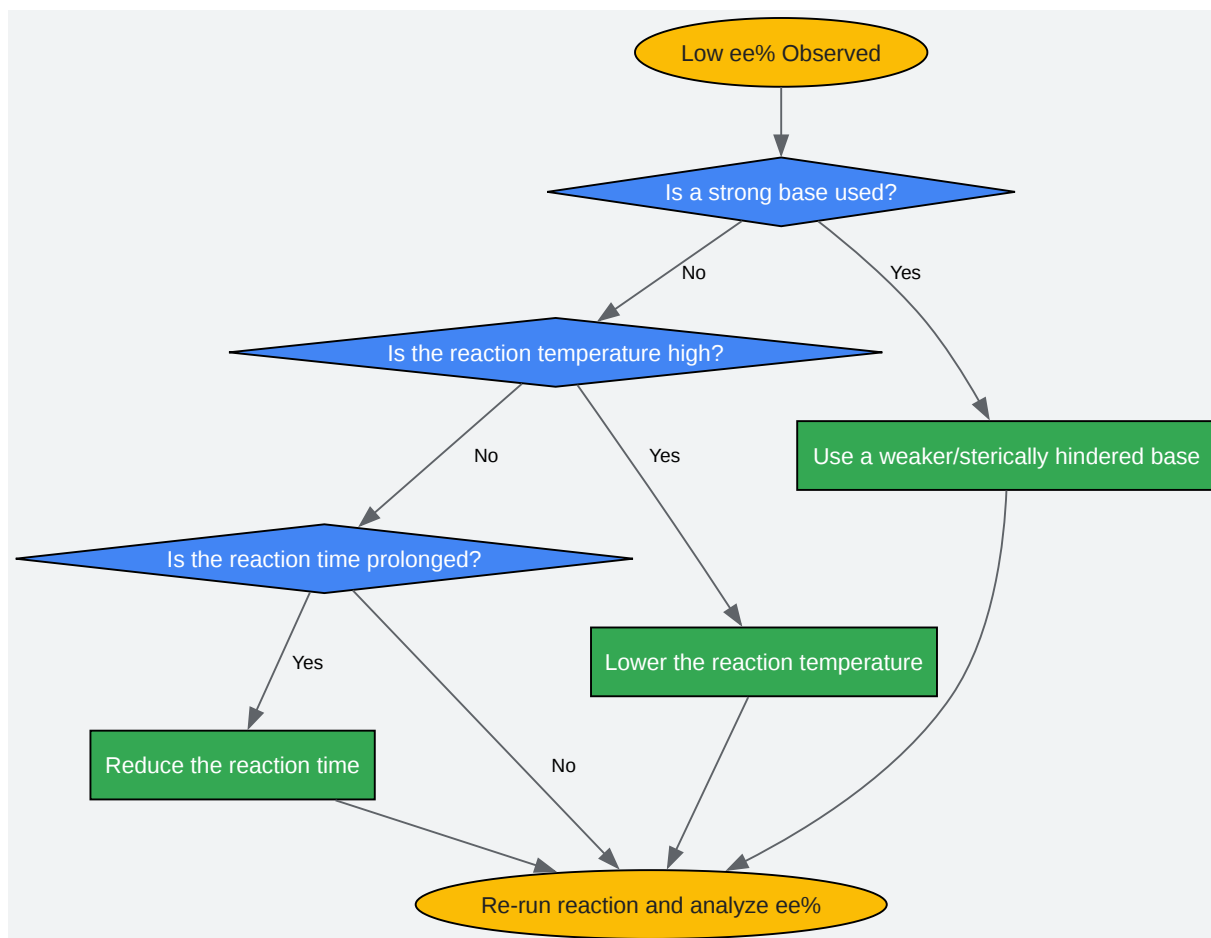 Low ee% Observed
Is a strong base used?
No
Yes
Is the reaction temperature high?
No
Yes
Use a weaker/sterically hindered base
Is the reaction time prolonged?
Yes
Lower the reaction temperature
Reduce the reaction time
No
Re-run reaction and analyze ee%